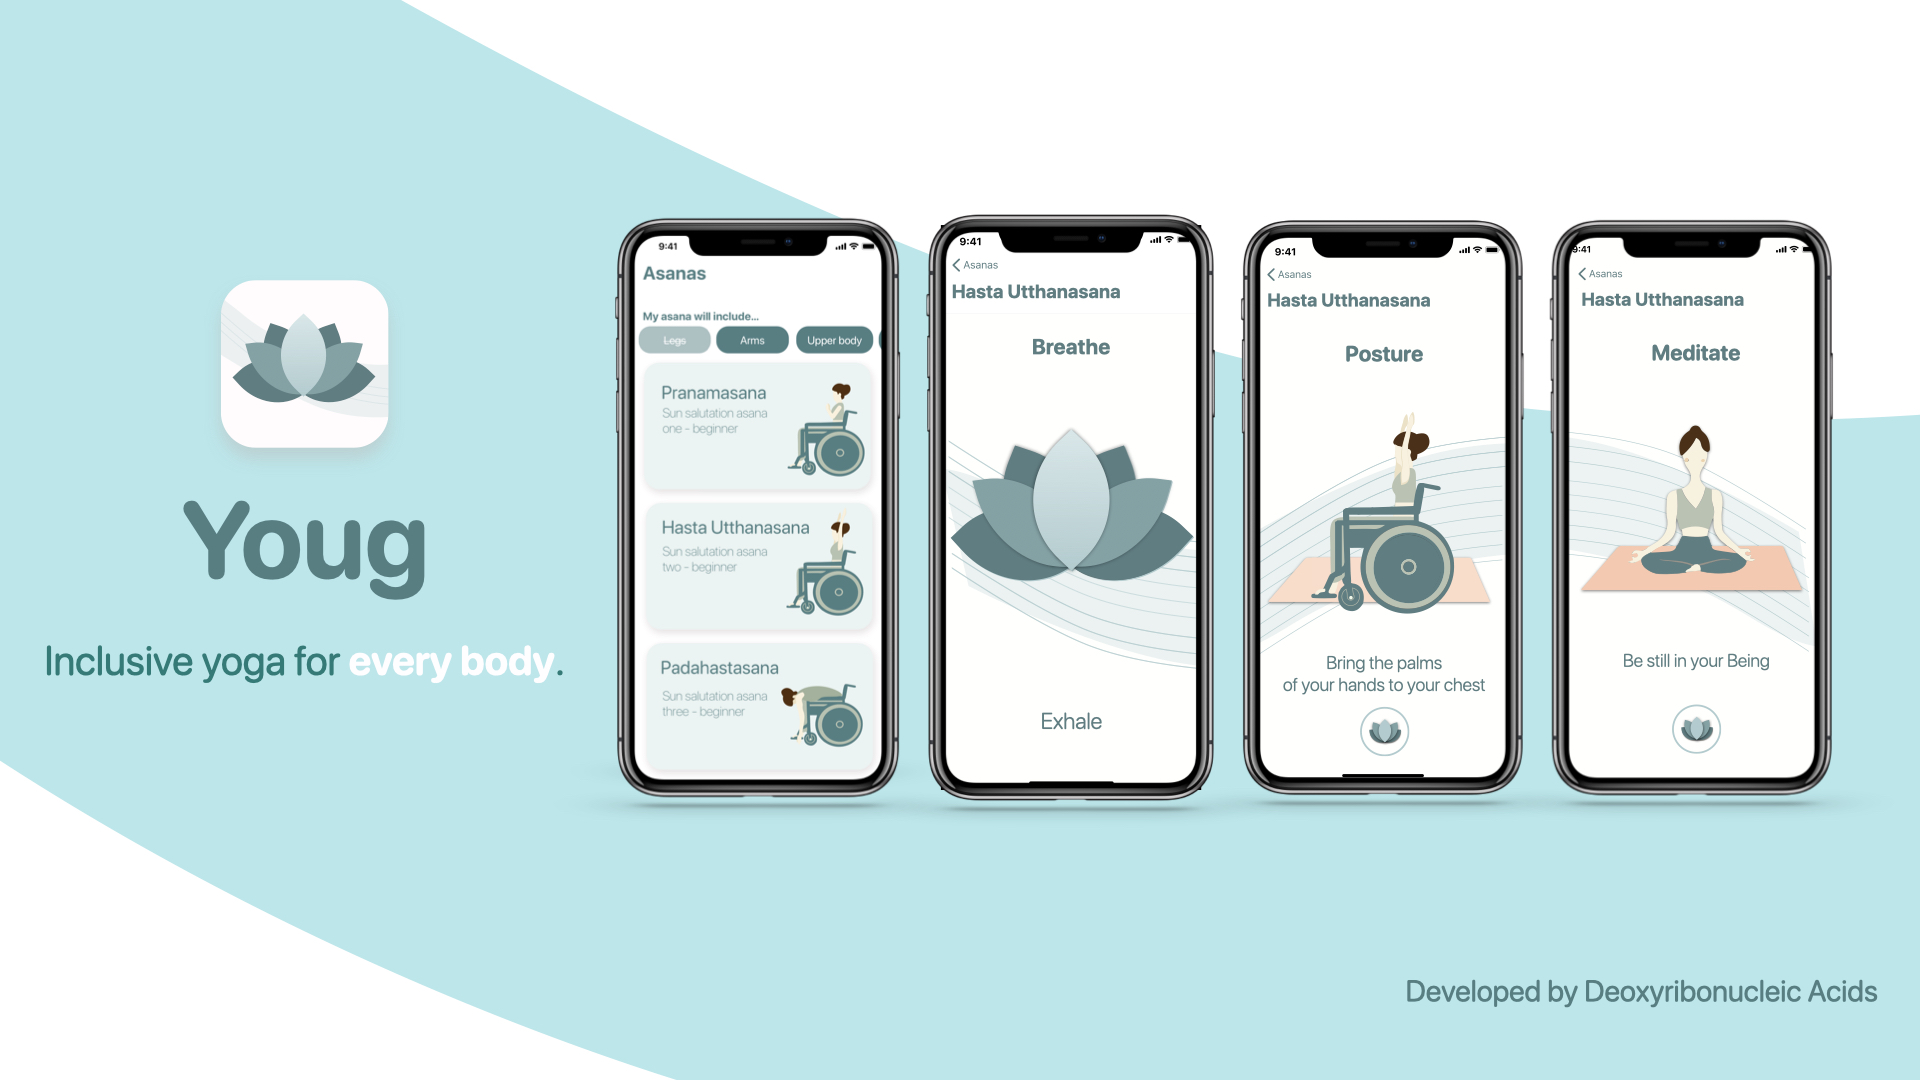 Youg
Inclusive yoga for every body.
9:41
Asanas
My asana will include...
Legs
Arms
Upper body
Pranamasana
Sun salutation asana
one - beginner
Hasta Utthanasana
Sun salutation asana
two - beginner
Padahastasana
Sun salutation asana
three - beginner
9:41
Asanas
Hasta Utthanasana
Breathe
Exhale
9:41
Asanas
Hasta Utthanasana
Posture
Bring the palms
of your hands to your chest
9:41
Asanas
Hasta Utthanasana
Meditate
Be still in your Being
Developed by Deoxyribonucleic Acids